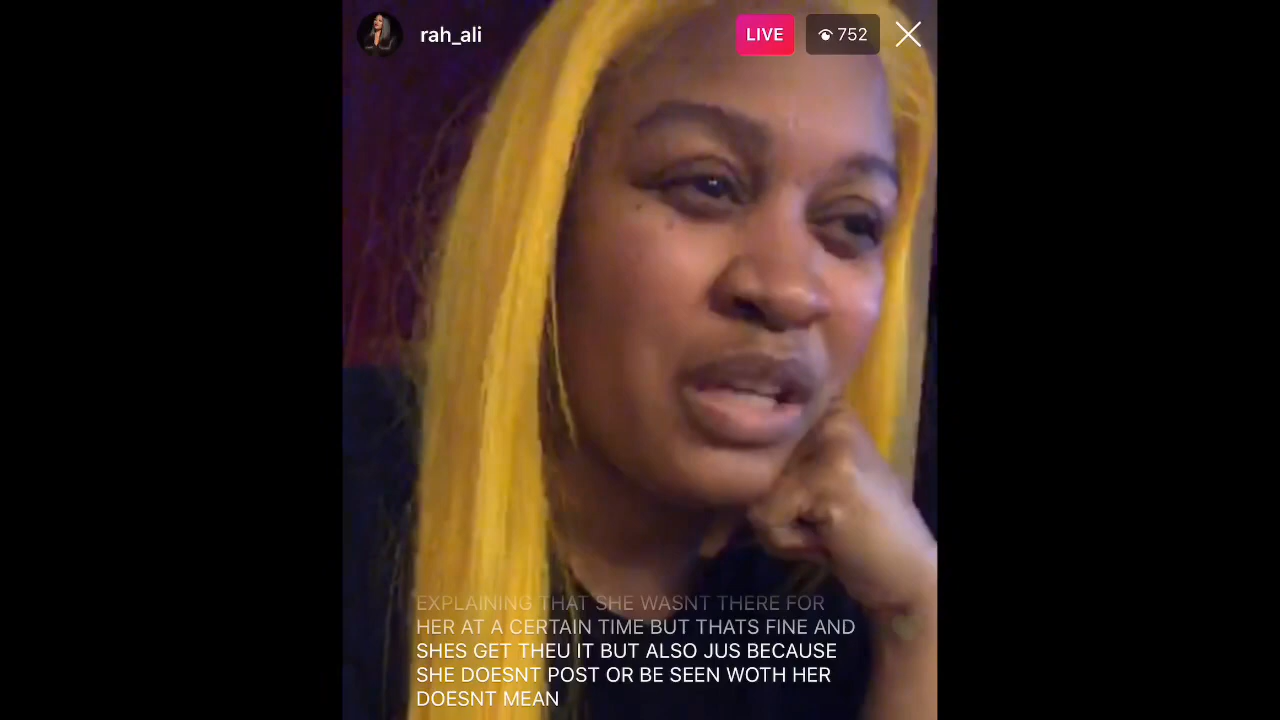 rah_ali
LIVE
752
EXPLAINING THAT SHE WASNT THERE FOR
HER AT A CERTAIN TIME BUT THATS FINE AND
SHES GET THEU IT BUT ALSO JUS BECAUSE
SHE DOESNT POST OR BE SEEN WOTH HER
DOESNT MEAN